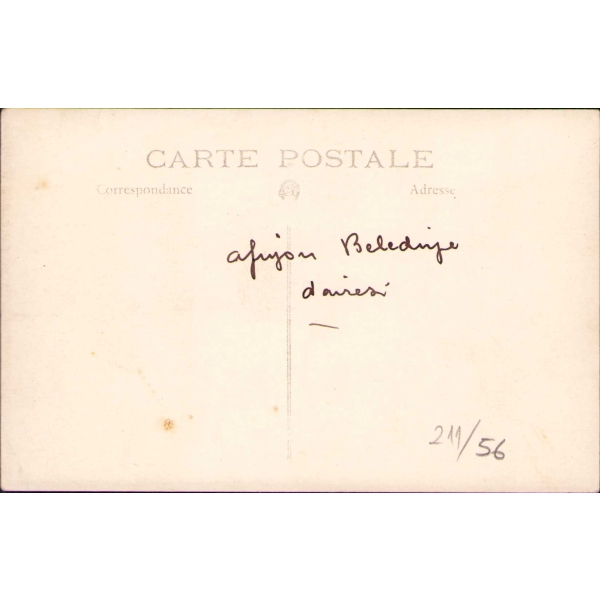 CARTE POSTALE
Correspondance Adresse
afyon Belediye
dairesi
211/56